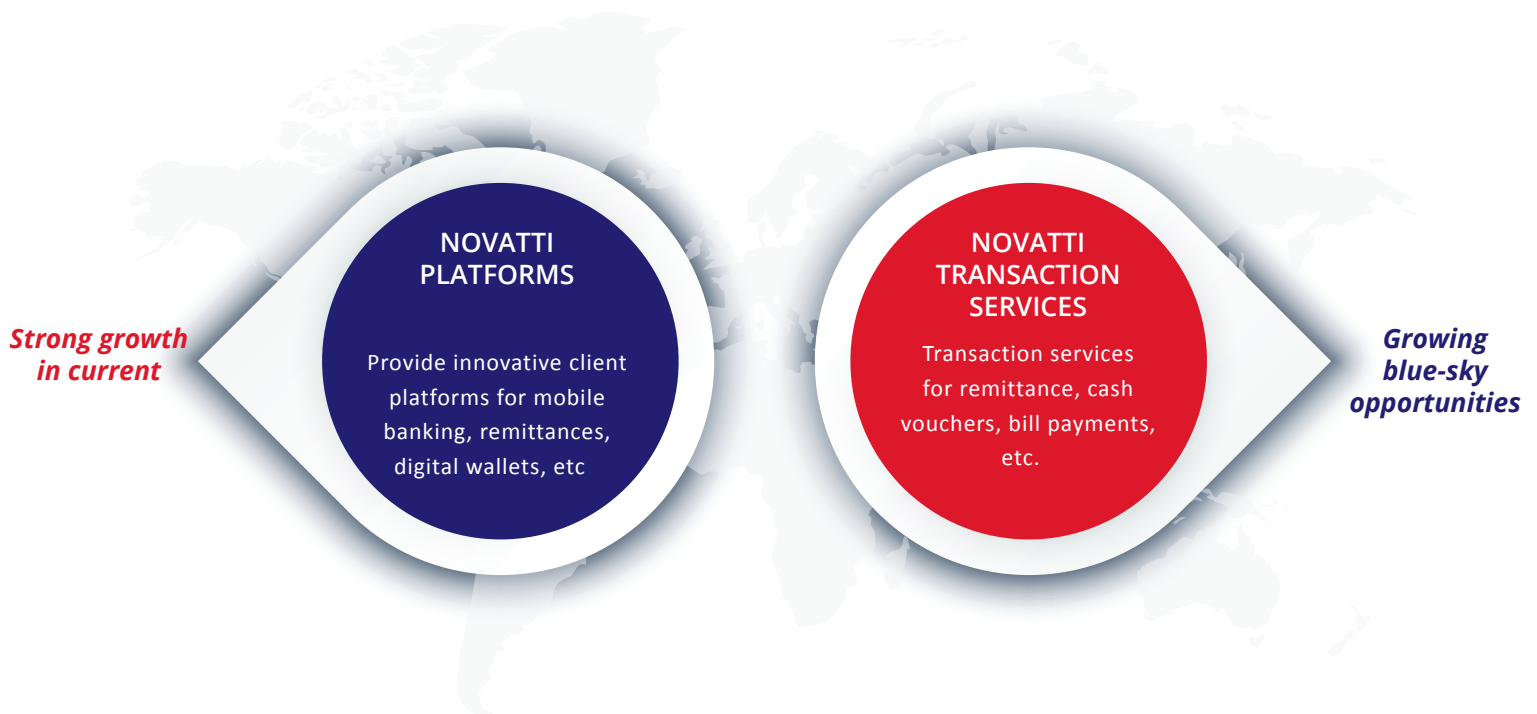 Strong growth
in current
NOVATTI
PLATFORMS
Provide innovative client
platforms for mobile
banking, remittances,
digital wallets, etc
NOVATTI
TRANSACTION
SERVICES
Transaction services
for remittance, cash
vouchers, bill payments,
etc.
Growing
blue-sky
opportunities